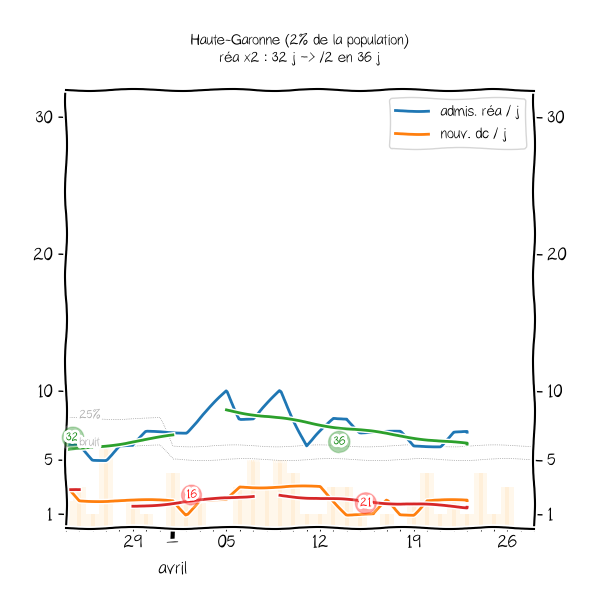 Haute-Garonne (2% de la population)
réa x2 : 32 j -> /2 en 36 j
admis. réa / j
nouv. dc / j
30 30
20 20
10 10
25%
32
bruit
36
5 5
16
21
1 1
29 05 12 19 26
avril